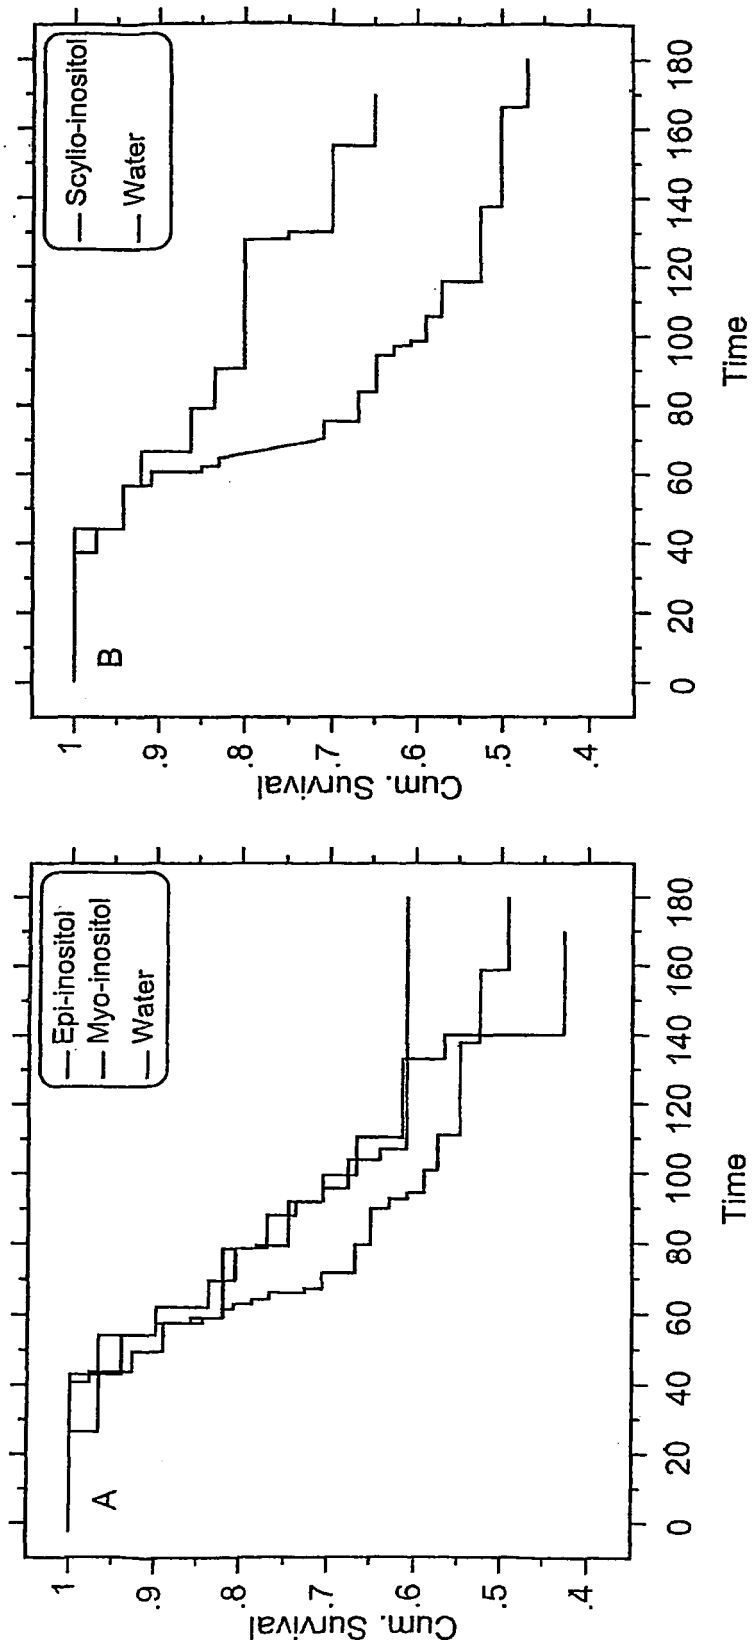 A
Epi-inositol
Myo-inositol
Water
Cum. Survival
1
.9
.8
.7
.6
.5
.4
0 20 40 60 80 100 120 140 160 180
Time
B
Scylio-inositol
Water
Cum. Survival
1
.9
.8
.7
.6
.5
.4
0 20 40 60 80 100 120 140 160 180
Time